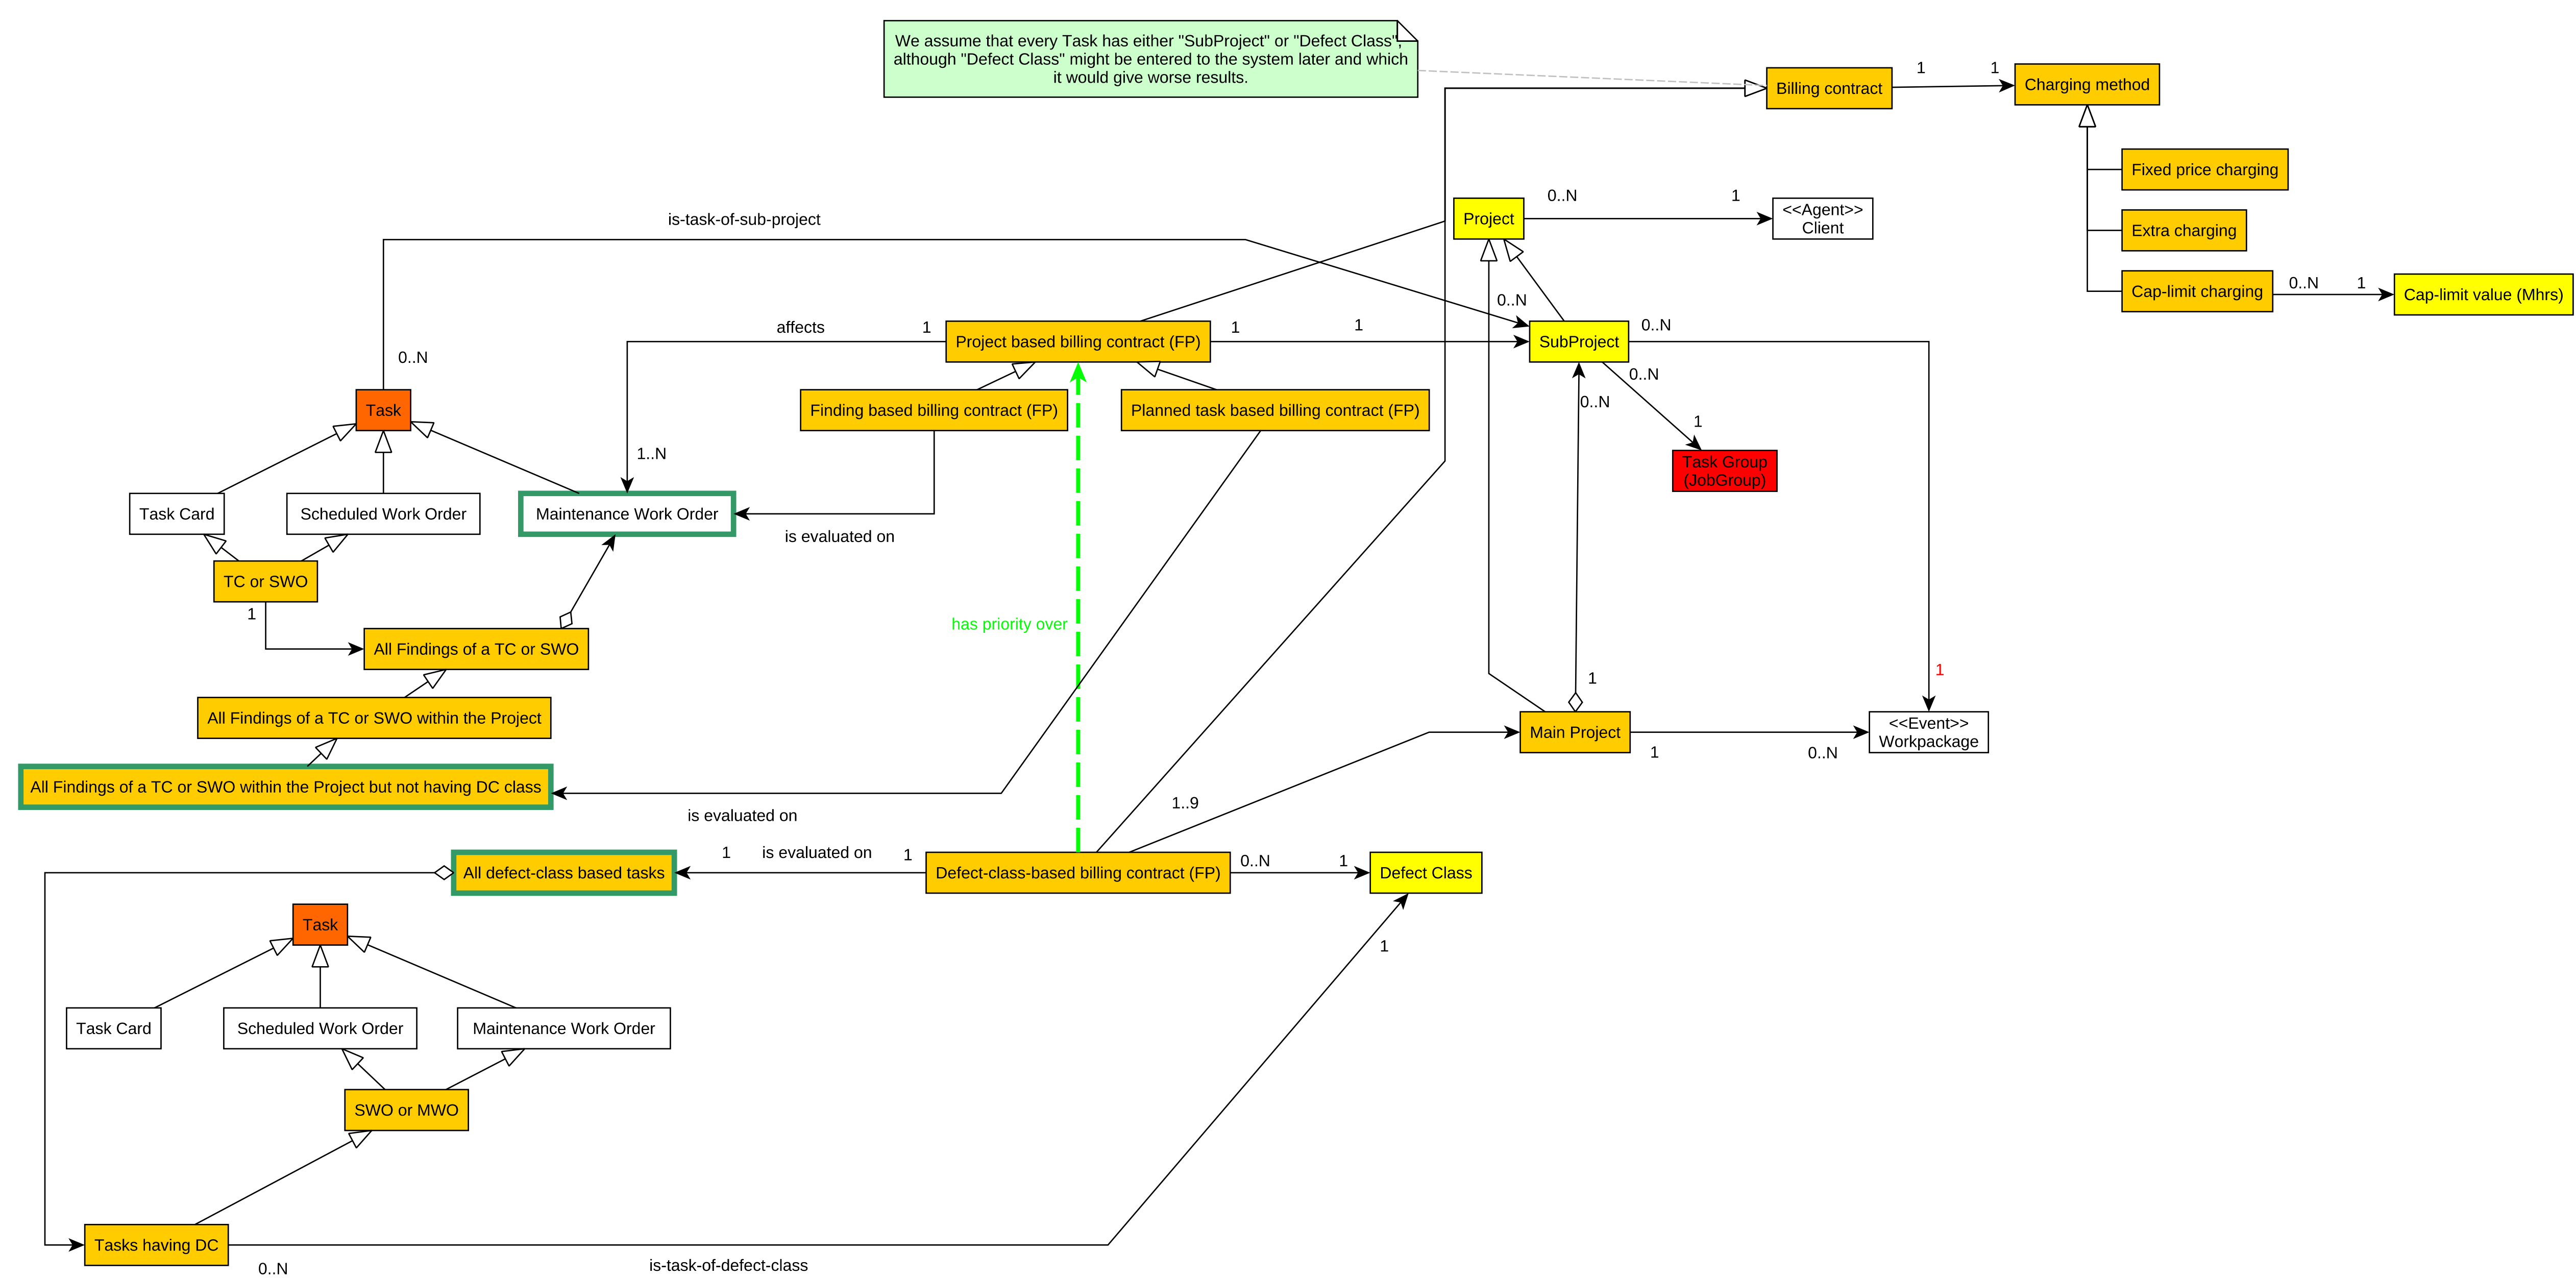 We assume that every Task has either "SubProject" or "Defect Class",
although "Defect Class" might be entered to the system later and which
it would give worse results.
Billing contract
1
1
Charging method
Fixed price charging
Extra charging
Cap-limit charging
0..N
1
Cap-limit value (Mhrs)
Project
0..N
1
<<Agent>>
Client
is-task-of-sub-project
0..N
affects
1
Project based billing contract (FP)
1
1
0..N
SubProject
0..N
0..N
0..N
1
Task Group
(JobGroup)
Task
Finding based billing contract (FP)
Planned task based billing contract (FP)
1..N
Task Card
Scheduled Work Order
Maintenance Work Order
is evaluated on
TC or SWO
1
All Findings of a TC or SWO
has priority over
All Findings of a TC or SWO within the Project
All Findings of a TC or SWO within the Project but not having DC class
is evaluated on
1
1
Main Project
1
0..N
<<Event>>
Workpackage
1..9
All defect-class based tasks
1
is evaluated on
1
Defect-class-based billing contract (FP)
0..N
1
Defect Class
1
Task
Task Card
Scheduled Work Order
Maintenance Work Order
SWO or MWO
Tasks having DC
0..N
is-task-of-defect-class